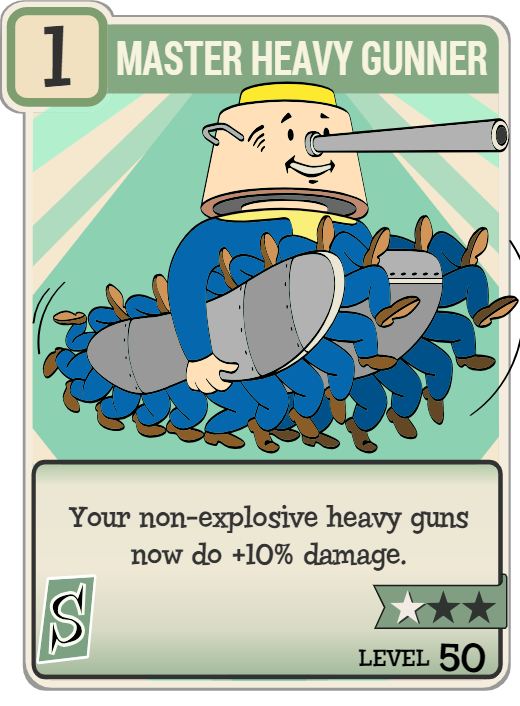 1
MASTER HEAVY GUNNER
Your non-explosive heavy guns
now do +10% damage.
S
LEVEL 50